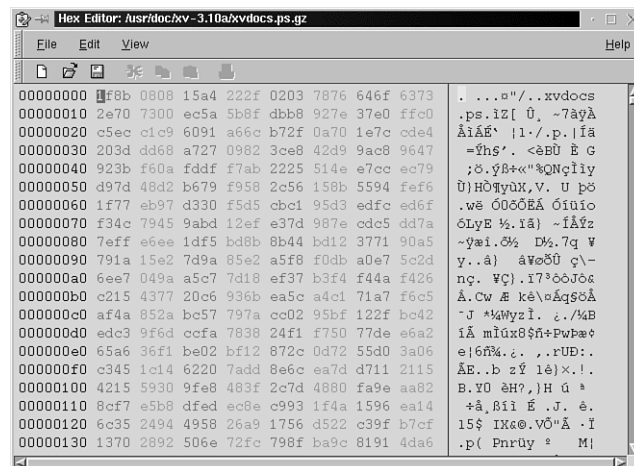 Hex Editor: /usr/doc/xv-3.10a/xvdocs.ps.gz
File Edit View Help
00000000 1f8b 0808 15a4 222f 0203 7876 646f 6373 . ...¤"/..xvdocs
00000010 2e70 7300 ec5a 5b8f dbb8 927e 37e0 ffc0
00000020 c5ec c1c9 6091 a66c b72f 0a70 1e7c cde4
00000030 203d dd68 a727 0982 3ce8 42d9 9ac8 9647
00000040 923b f60a fddf f7ab 2225 514e e7cc ec79
00000050 d97d 48d2 b679 f958 2c56 158b 5594 fef6
00000060 1f77 eb97 d330 f5d5 cbc1 95d3 edfc ed6f
00000070 f34c 7945 9abd 12ef e37d 987e cdc5 dd7a
00000080 7eff e6ee 1df5 bd8b 8b44 bd12 3771 90a5
00000090 791a 15e2 7d9a 85e2 a5f8 f0db a0e7 5c2d
000000a0 6ee7 049a a5c7 7d18 ef37 b3f4 f44a f426
000000b0 c215 4377 20c6 936b ea5c a4c1 71a7 f6c5
000000c0 af4a 852a bc57 797a cc02 95bf 122f bc42
000000d0 edc3 9f6d ccfa 7838 24f1 f750 77de e6a2
000000e0 65a6 36f1 be02 bf12 872c 0d72 55d0 3a06
000000f0 c345 1c14 6220 7add 8e6c ea7d d711 2115
00000100 4215 5930 9fe8 483f 2c7d 4880 fa9e aa82
00000110 8cf7 e5b8 dfed ec8e c993 1f4a 1596 ea14
00000120 6c35 2494 4958 26a9 1756 d522 c39f b7cf
00000130 1370 2892 506e 72fc 798f ba9c 8191 4da6